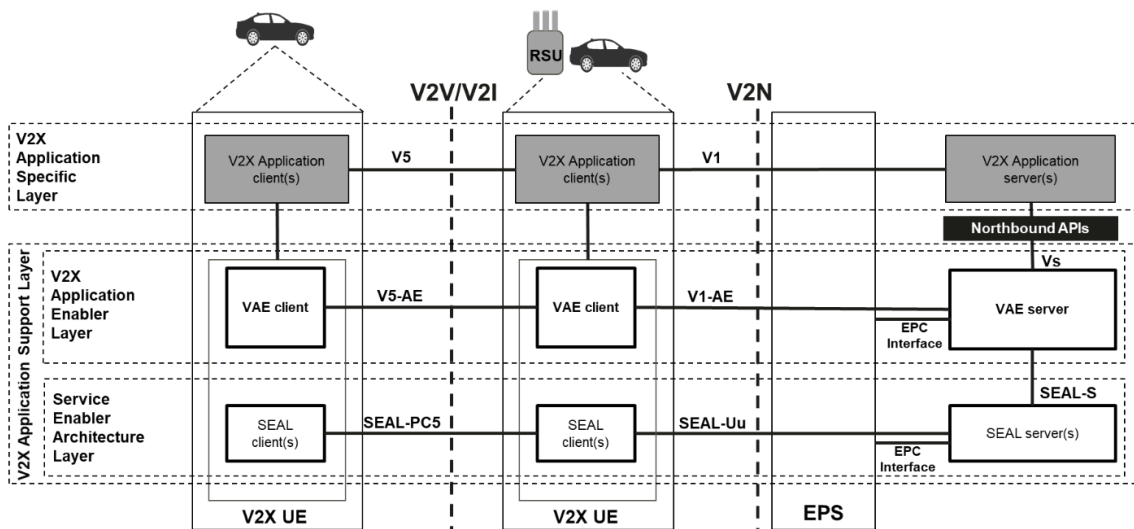 RSU
V2V/V2I
V2N
V2X
Application
Specific
Layer
V2X Application
client(s)
V5
V2X Application
client(s)
V1
V2X Application
server(s)
Northbound APIs
Vs
V2X Application Support Layer
V2X
Application
Enabler
Layer
VAE client
V5-AE
VAE client
V1-AE
VAE server
EPC
Interface
SEAL-S
Service
Enabler
Architecture
Layer
SEAL
client(s)
SEAL-PC5
SEAL
client(s)
SEAL-Uu
SEAL server(s)
EPC
Interface
V2X UE
V2X UE
EPS